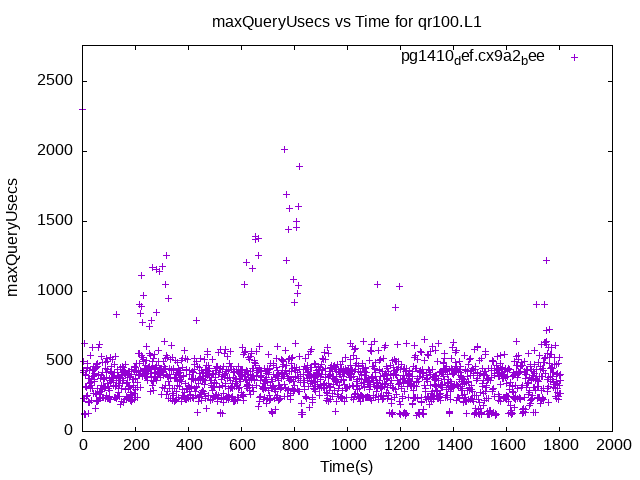 maxQueryUsecs vs Time for qr100.L1
pg1410def.cx9a2bee
2500
2000
1500
1000
500
0
maxQueryUsecs
0 200 400 600 800 1000 1200 1400 1600 1800 2000
Time(s)